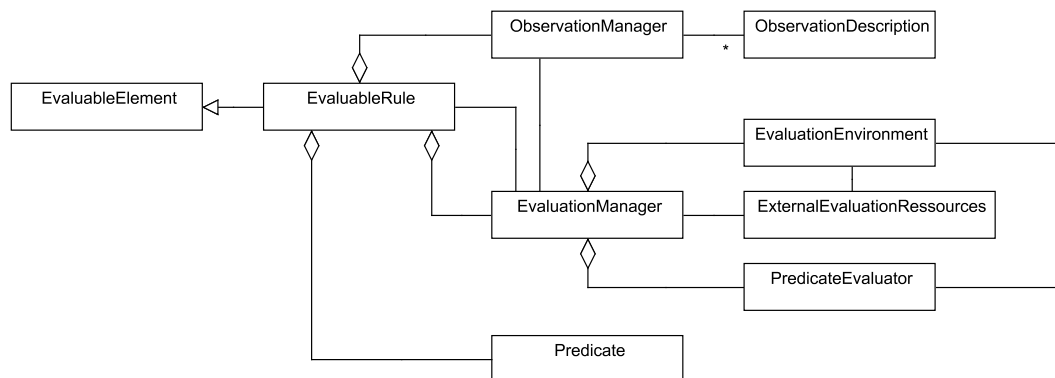 ObservationManager
ObservationDescription
*
EvaluableElement
EvaluableRule
EvaluationEnvironment
EvaluationManager
ExternalEvaluationRessources
PredicateEvaluator
Predicate